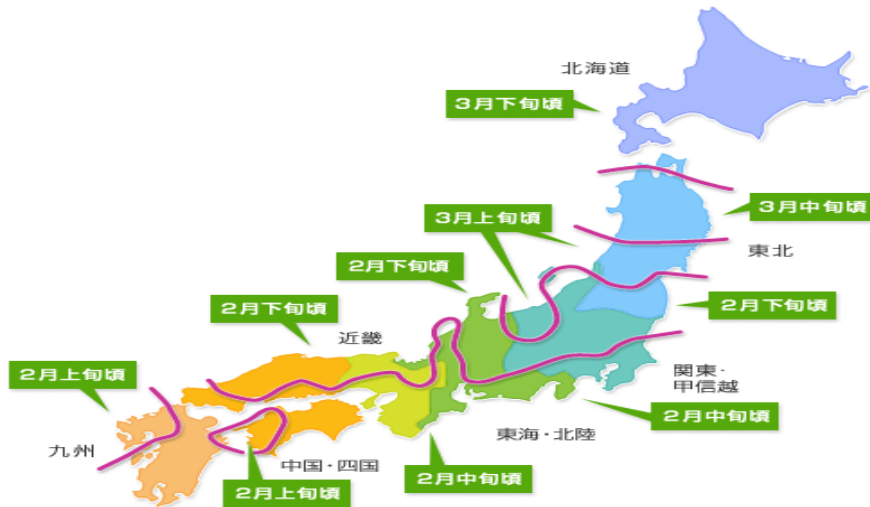 北海道
3月下旬頃
3月中旬頃
3月上旬頃
東北
2月下旬頃
2月下旬頃
2月下旬頃
近畿
関東・
甲信越
2月上旬頃
2月中旬頃
東海・北陸
九州
中国・四国
2月中旬頃
2月上旬頃